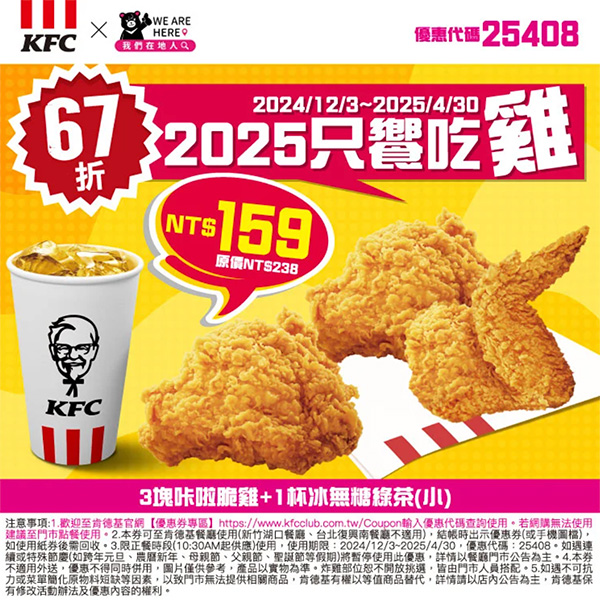 KFC × WE ARE HERE
我們在地人
優惠代碼25408
67折
2024/12/3~2025/4/30
2025只饗吃雞
NT$159
原價NT$238
KFC
3塊咔啦脆雞+1杯冰無糖綠茶(小)
注意事項:1.歡迎至肯德基官網【優惠券專區】https://www.kfcclub.com.tw/Coupon輸入優惠代碼查詢使用。若網購無法使用
建議至門市點餐使用。2.本券可至肯德基餐廳使用(新竹湖口餐廳、台北復興南餐廳不適用)，結帳時出示優惠券(或手機圖檔)，
如使用紙券後需回收。3.限正餐時段(10:30AM起供應)使用，使用期限：2024/12/3~2025/4/30，優惠代碼：25408。如遇連
續或特殊節慶(如跨年元旦、農曆新年、母親節、父親節、聖誕節等假期)將暫停使用此優惠，詳情以餐廳門市公告為主。4.本券
不適用外送，優惠不得同時併用，圖片僅供參考，產品以實物為準。炸雞部位恕不開放挑選，皆由門市人員搭配。5.如遇不可抗
力或菜單簡化原物料短缺等因素，以致門市無法提供相關商品，肯德基有權以等值商品替代，詳情請以店內公告為主，肯德基保
有修改活動辦法及優惠內容的權利。